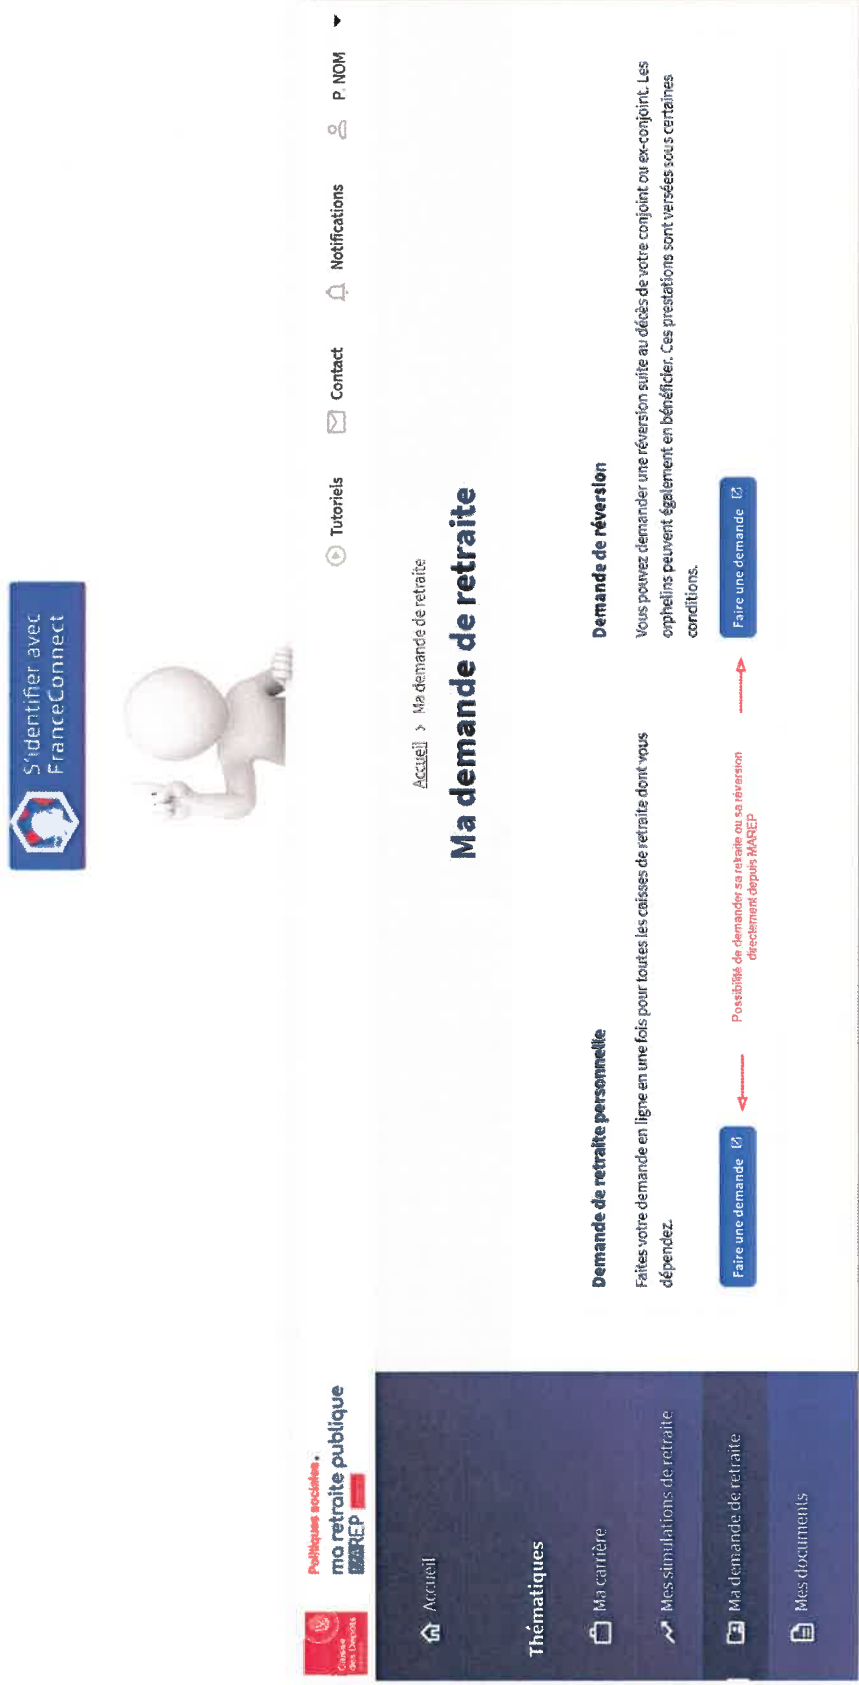 S'identifier avec
FranceConnect
Caisse
des Dépôts
Politiques sociales.
ma retraite publique
MAREP
Tutoriels
Contact
Notifications
P. NOM
Accueil
Thématiques
Ma carrière
Mes simulations de retraite
Ma demande de retraite
Mes documents
Accueil > Ma demande de retraite
Ma demande de retraite
Demande de retraite personnelle
Faites votre demande en ligne en une fois pour toutes les caisses de retraite dont vous
dépendez.
Faire une demande
Possibilité de demander sa retraite ou sa réversion
directement depuis MAREP
Demande de réversion
Vous pouvez demander une réversion suite au décès de votre conjoint ou ex-conjoint. Les
orphelins peuvent également en bénéficier. Ces prestations sont versées sous certaines
conditions.
Faire une demande